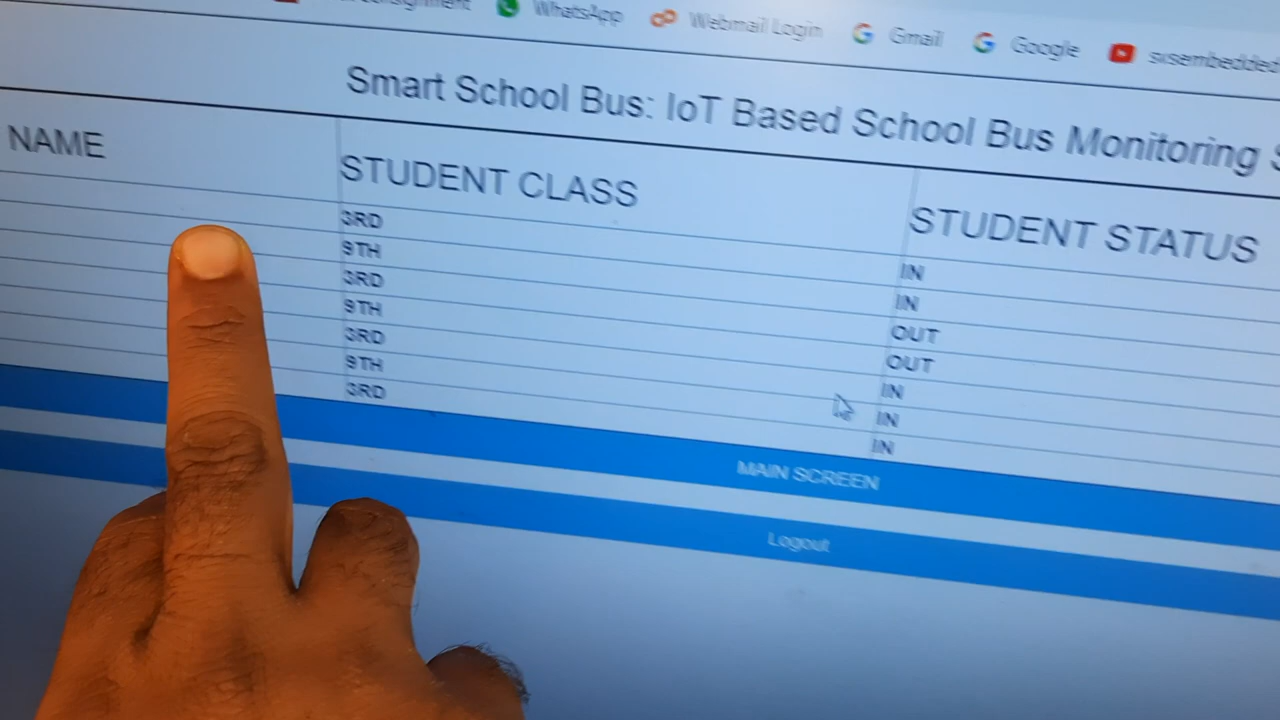 WhatsApp Webmail Login Gmail Google svsembedded
Smart School Bus: IoT Based School Bus Monitoring S
NAME STUDENT CLASS STUDENT STATUS
3RD IN
9TH IN
3RD OUT
9TH OUT
3RD IN
9TH IN
3RD IN
MAIN SCREEN
Logout